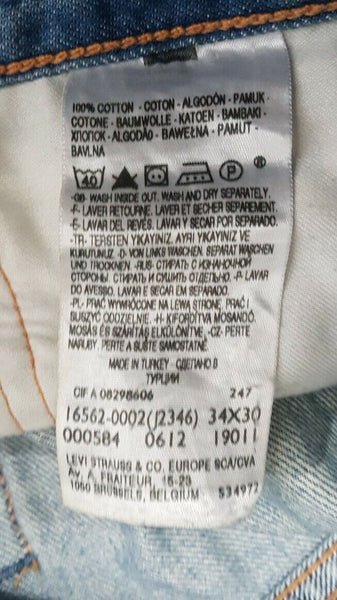 100% COTTON - COTON - ALGODÓN - PAMUK -
COTONE - BAUMWOLLE - KATOEN - BAMBAKI -
ХЛОПОК - ALGODÃO - BAWEŁNA - PAMUT -
BAVLNA
40 P ®
-GB- WASH INSIDE OUT. WASH AND DRY SEPARATELY.
-F- LAVER RETOURNE. LAVER ET SECHER SEPAREMENT.
-E- LAVAR DEL REVÉS. LAVAR Y SECAR POR SEPARADO.
-TR- TERSTEN YIKAYINIZ. AYRI YIKAYINIZ VE
KURUTUNUZ. -D- VON LINKS WASCHEN. SEPARAT WASCHEN
UND TROCKNEN. -RUS- СТИРАТЬ С ИЗНАНОЧНОЙ
СТОРОНЫ. СТИРАТЬ И СУШИТЬ ОТДЕЛЬНО. -P- LAVAR
DO AVESSO. LAVAR E SECAR EM SEPARADO.
-PL- PRAĆ WYWRÓCONE NA LEWĄ STRONĘ, PRAĆ I
SUSZYĆ ODDZIELNIE. -H- KIFORDÍTVA MOSANDÓ.
MOSÁS ÉS SZÁRÍTÁS ELKÜLÖNÍTVE. -CZ- PERTE
NARUBY. PERTE A SUŠTE SAMOSTATNĚ.
MADE IN TURKEY - СДЕЛАНО В
ТУРЦИИ
CIF A 08298606 247
16562-0002(J2346) 34X30
000584 0612 19011
LEVI STRAUSS & CO. EUROPE SCA/CVA
Av. A. FRAITEUR, 15-23
1050 BRUSSELS, BELGIUM 534972